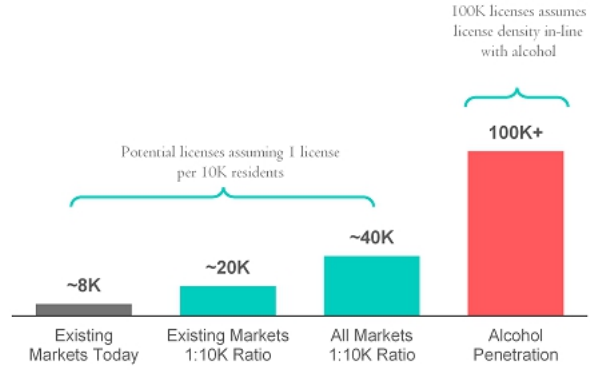 100K licenses assumes
license density in-line
with alcohol
100K+
Potential licenses assuming 1 license
per 10K residents
~40K
~20K
~8K
Existing
Markets Today
Existing Markets
1:10K Ratio
All Markets
1:10K Ratio
Alcohol
Penetration